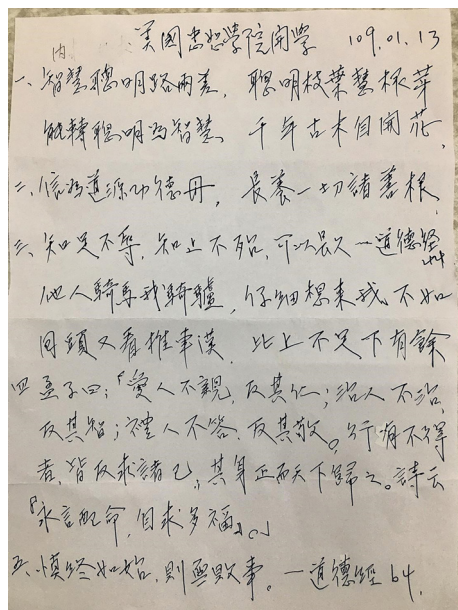 美國忠恕學院開學 109.01.13
內
一、智慧聰明路兩差，聰明枝葉慧根芽
能轉聰明為智慧、千年古木自開花，
二、信為道源功德母，長養一切諸善根，
三、知足不辱，知止不殆，可以長久—道德經44
他人騎馬我騎驢，仔細想來我不如
回頭又看推車漢，比上不足下有餘
四孟子曰：「愛人不親，反其仁；治人不治，
反其智；禮人不答，反其敬。行有不得
者，皆反求諸己，其身正而天下歸之。詩云
『永言配命，自求多福』。」
五、慎終如始，則無敗事。—道德經64，